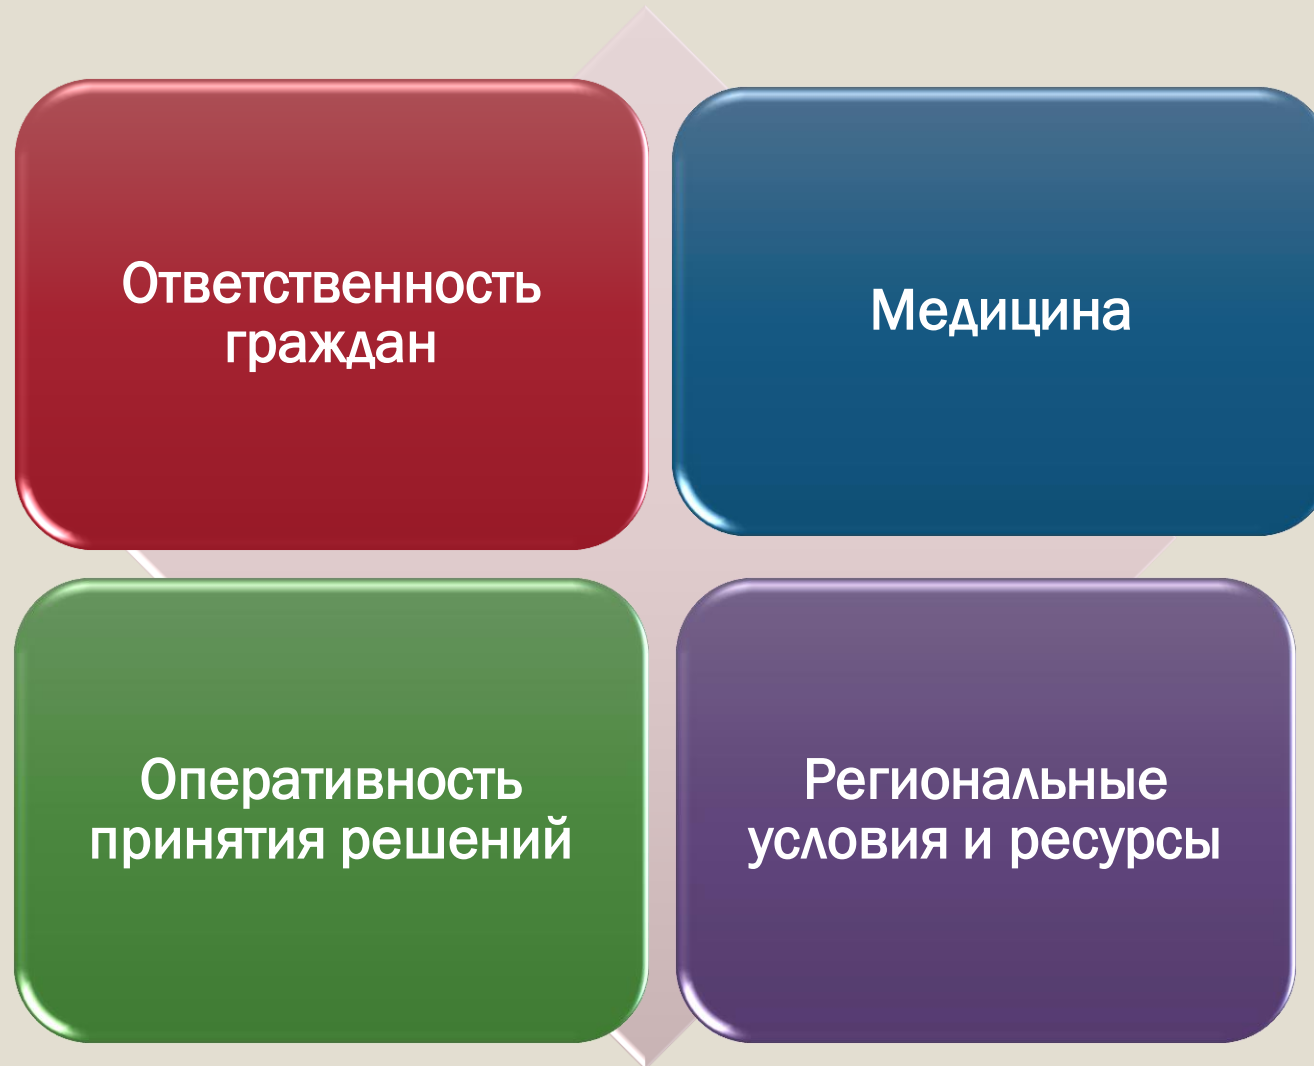 Ответственность
граждан
Медицина
Оперативность
принятия решений
Региональные
условия и ресурсы